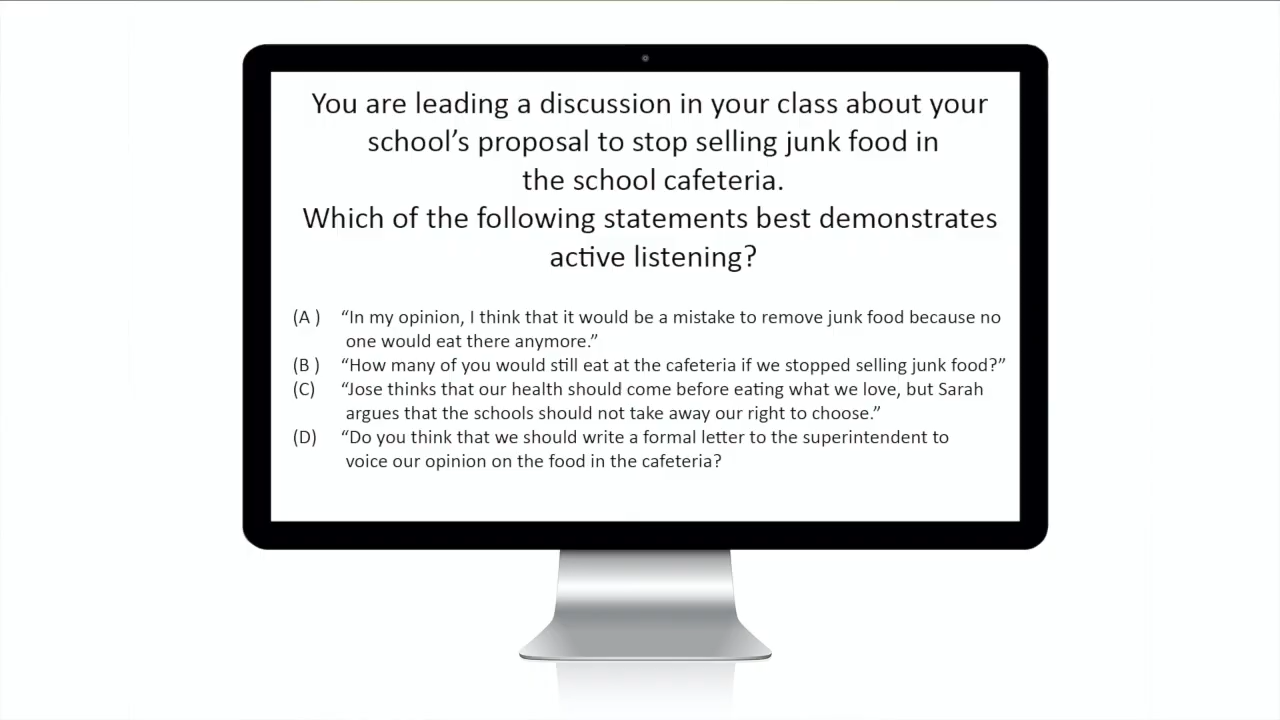 You are leading a discussion in your class about your
school’s proposal to stop selling junk food in
the school cafeteria.
Which of the following statements best demonstrates
active listening?
(A ) “In my opinion, I think that it would be a mistake to remove junk food because no
one would eat there anymore.”
(B ) “How many of you would still eat at the cafeteria if we stopped selling junk food?”
(C) “Jose thinks that our health should come before eating what we love, but Sarah
argues that the schools should not take away our right to choose.”
(D) “Do you think that we should write a formal letter to the superintendent to
voice our opinion on the food in the cafeteria?